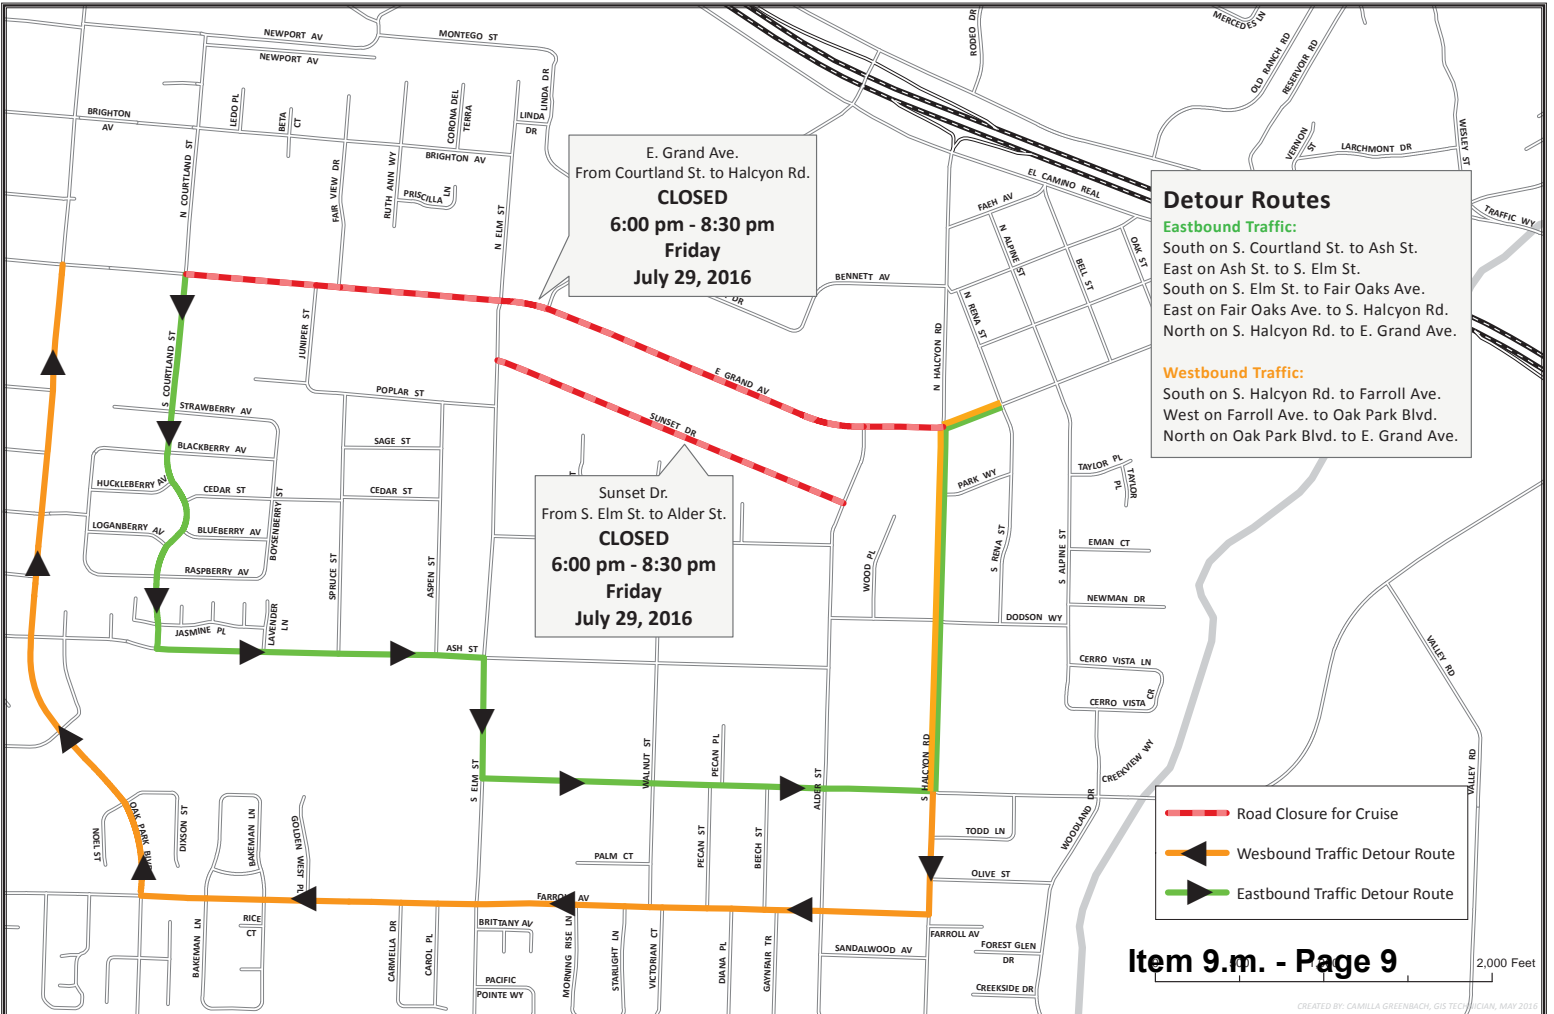 NEWPORT AV
NEWPORT AV
MONTEGO ST
RODEO DR
MERCEDES LN
OLD RANCH RD
RESERVOIR RD
LINDA DR
LINDA
DR
BRIGHTON
AV
LEDO PL
BETA
CT
CORONA DEL
TERRA
BRIGHTON AV
N COURTLAND ST
FAIR VIEW DR
RUTH ANN WY
PRISCILLA
LN
N ELM ST
VERNON
ST
LARCHMONT DR
WESLEY ST
TRAFFIC WY
E. Grand Ave.
From Courtland St. to Halcyon Rd.
CLOSED
6:00 pm - 8:30 pm
Friday
July 29, 2016
EL CAMINO REAL
FAEH AV
N ALPINE ST
BELL ST
OAK ST
BENNETT AV
DR
N RENA ST
N HALCYON RD
Detour Routes
Eastbound Traffic:
South on S. Courtland St. to Ash St.
East on Ash St. to S. Elm St.
South on S. Elm St. to Fair Oaks Ave.
East on Fair Oaks Ave. to S. Halcyon Rd.
North on S. Halcyon Rd. to E. Grand Ave.
Westbound Traffic:
South on S. Halcyon Rd. to Farroll Ave.
West on Farroll Ave. to Oak Park Blvd.
North on Oak Park Blvd. to E. Grand Ave.
JUNIPER ST
S COURTLAND ST
E GRAND AV
POPLAR ST
SUNSET DR
STRAWBERRY AV
BLACKBERRY AV
SAGE ST
HUCKLEBERRY AV
CEDAR ST
CEDAR ST
LOGANBERRY AV
BLUEBERRY AV
BOYSENBERRY ST
RASPBERRY AV
SPRUCE ST
ASPEN ST
T
Sunset Dr.
From S. Elm St. to Alder St.
CLOSED
6:00 pm - 8:30 pm
Friday
July 29, 2016
PARK WY
TAYLOR PL
TAYLOR
PL
WOOD PL
S RENA ST
S ALPINE ST
EMAN CT
NEWMAN DR
DODSON WY
JASMINE PL
LAVENDER
LN
ASH ST
CERRO VISTA LN
CERRO VISTA
CR
VALLEY RD
VALLEY RD
CREEKVIEW WY
WOODLAND DR
S ELM ST
WALNUT ST
PECAN PL
ALDER ST
S HALCYON RD
NOEL ST
OAK PARK BLVD
DIXSON ST
BAKEMAN LN
GOLDEN WEST PL
PALM CT
PECAN ST
BEECH ST
TODD LN
OLIVE ST
FARROLL AV
BAKEMAN LN
RICE
CT
CARMELLA DR
CAROL PL
BRITTANY AV
PACIFIC
POINTE WY
MORNING RISE LN
STARLIGHT LN
VICTORIAN CT
DIANA PL
GAYNFAIR TR
SANDALWOOD AV
FARROLL AV
FOREST GLEN
DR
CREEKSIDE DR
Road Closure for Cruise
Wesbound Traffic Detour Route
Eastbound Traffic Detour Route
Item 9.m. - Page 9
2,000 Feet
CREATED BY: CAMILLA GREENBACH, GIS TECHNICIAN, MAY 2016